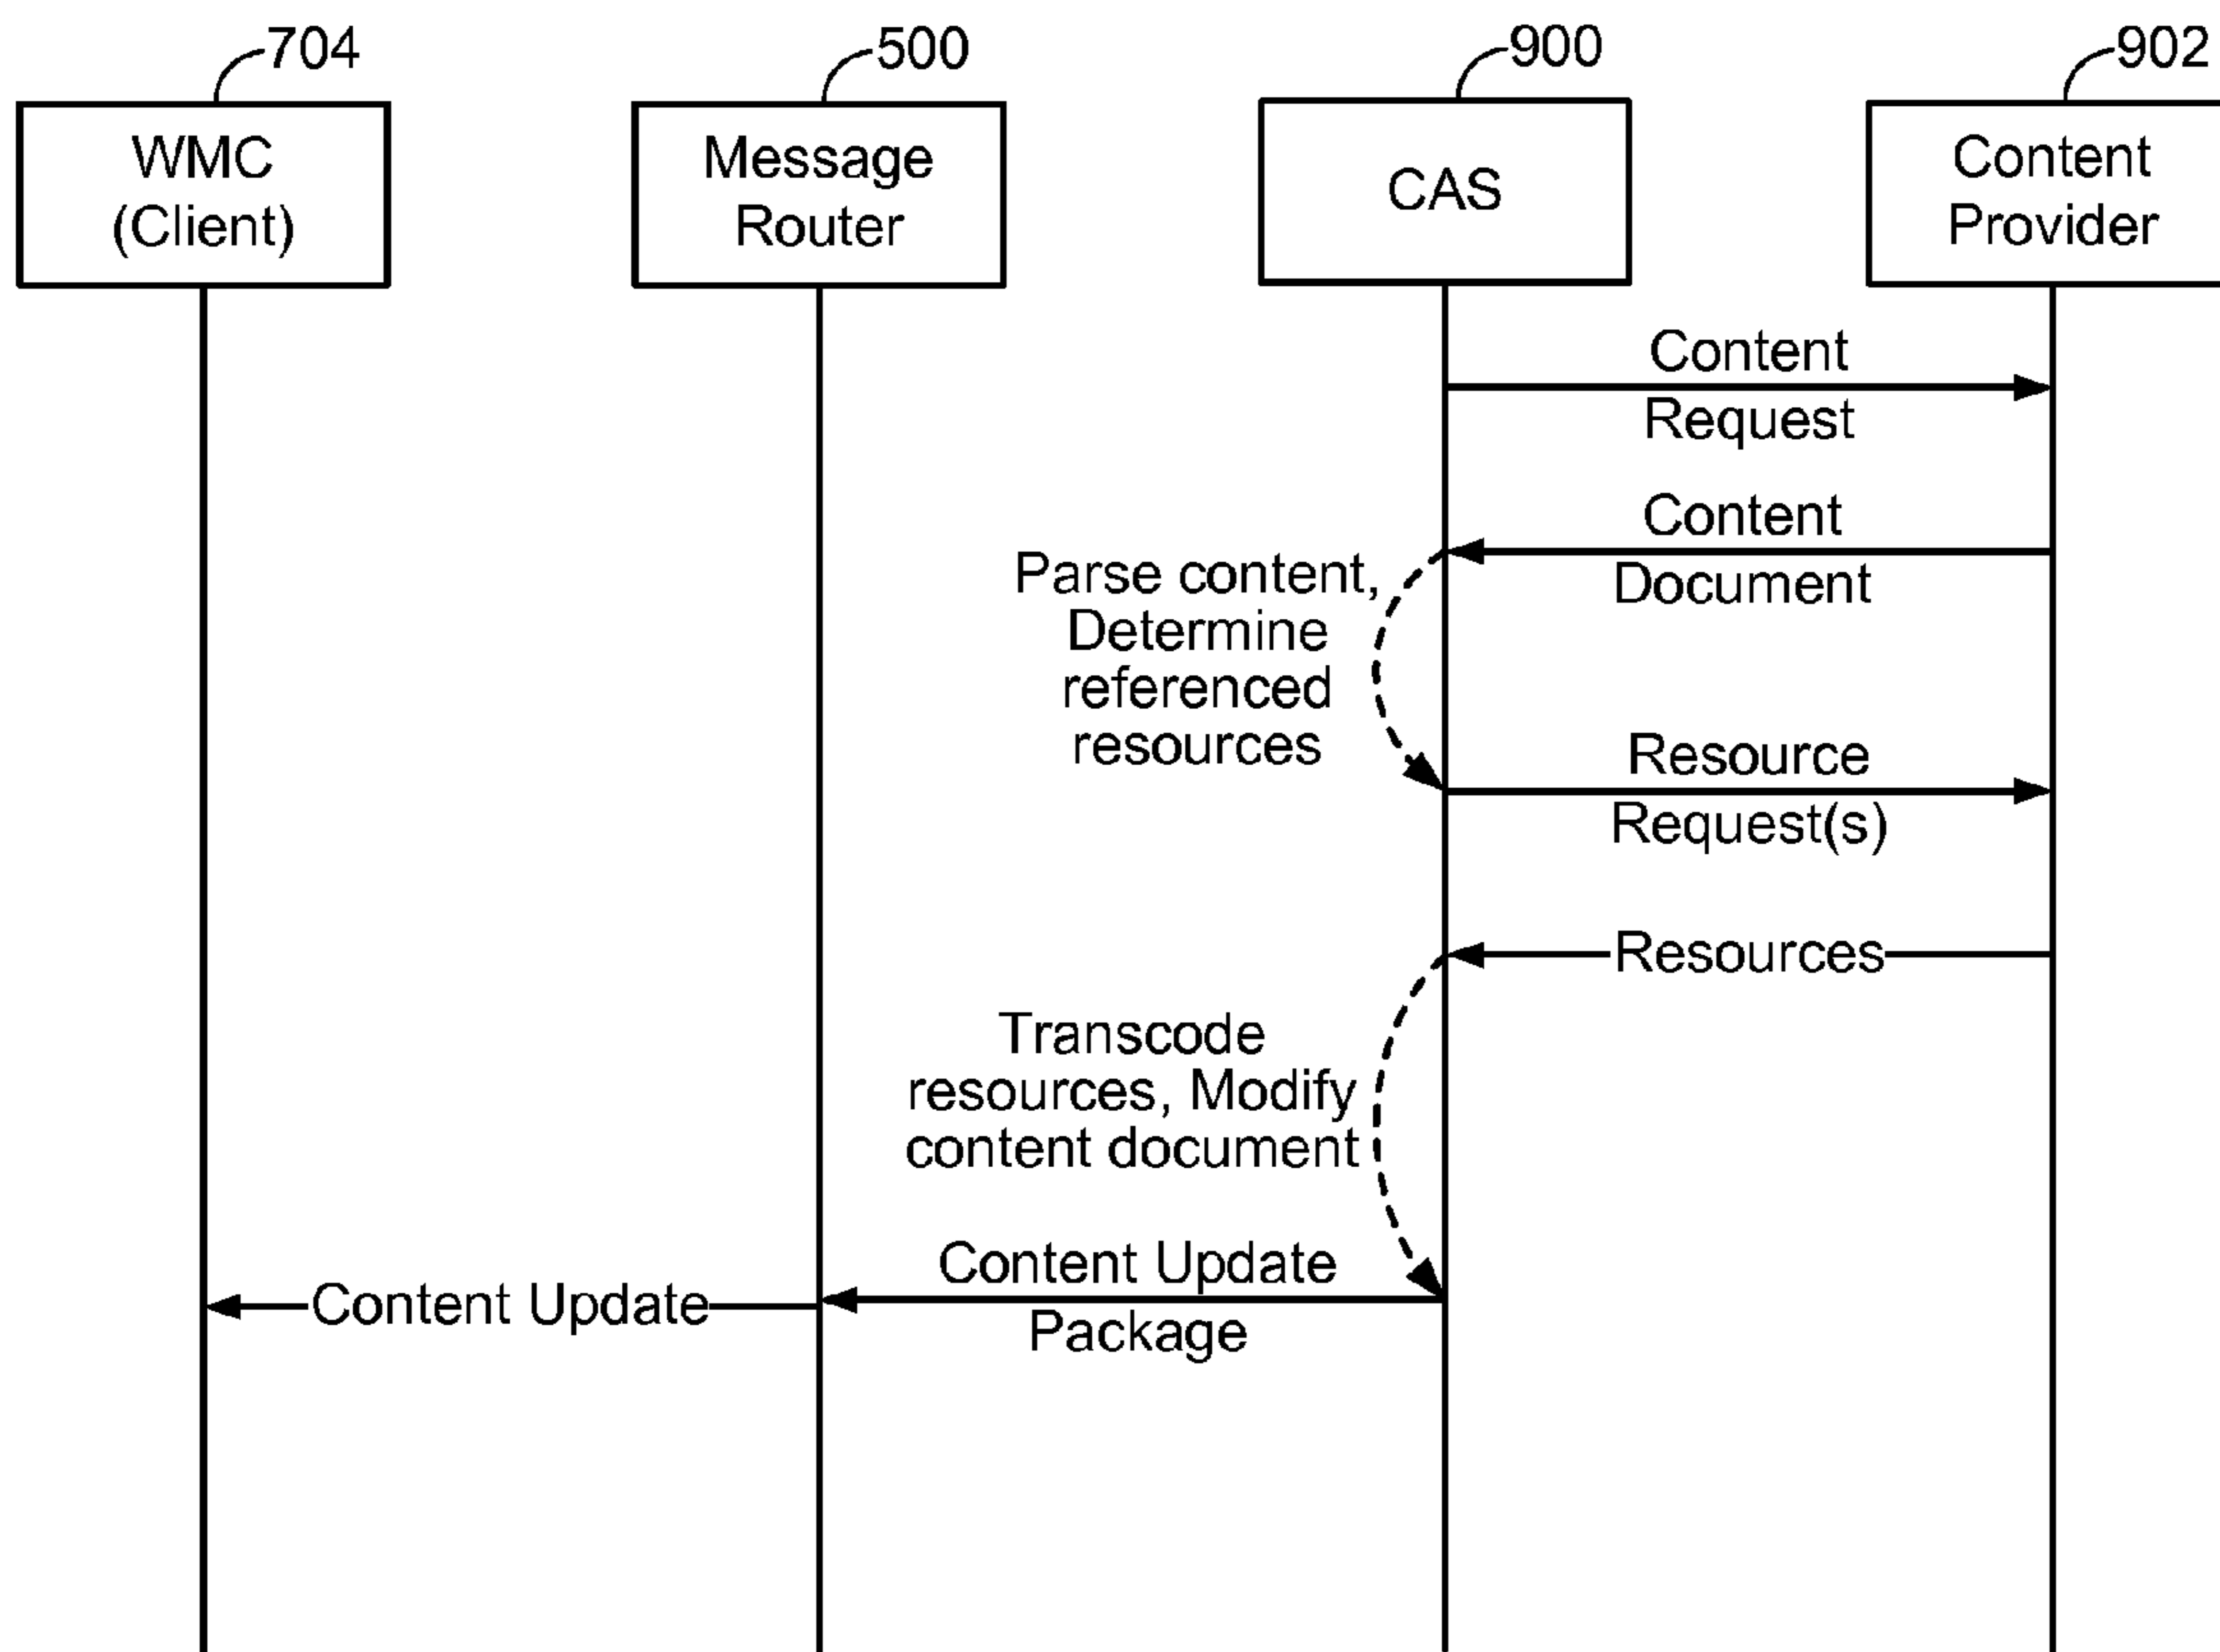 704
500
900
902
WMC
(Client)
Message
Router
CAS
Content
Provider
Content
Request
Content
Document
Parse content,
Determine
referenced
resources
Resource
Request(s)
Resources
Transcode
resources, Modify
content document
Content Update
Package
Content Update